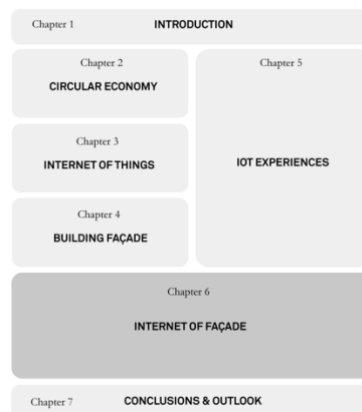 Chapter 1 INTRODUCTION
Chapter 2
CIRCULAR ECONOMY
Chapter 3
INTERNET OF THINGS
Chapter 4
BUILDING FAÇADE
Chapter 5
IOT EXPERIENCES
Chapter 6
INTERNET OF FAÇADE
Chapter 7 CONCLUSIONS & OUTLOOK